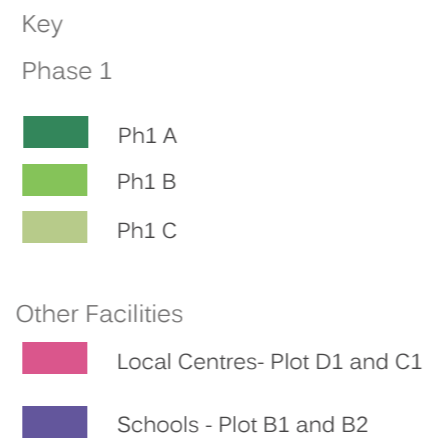 Key
Phase 1
Ph1 A
Ph1 B
Ph1 C
Other Facilities
Local Centres- Plot D1 and C1
Schools - Plot B1 and B2